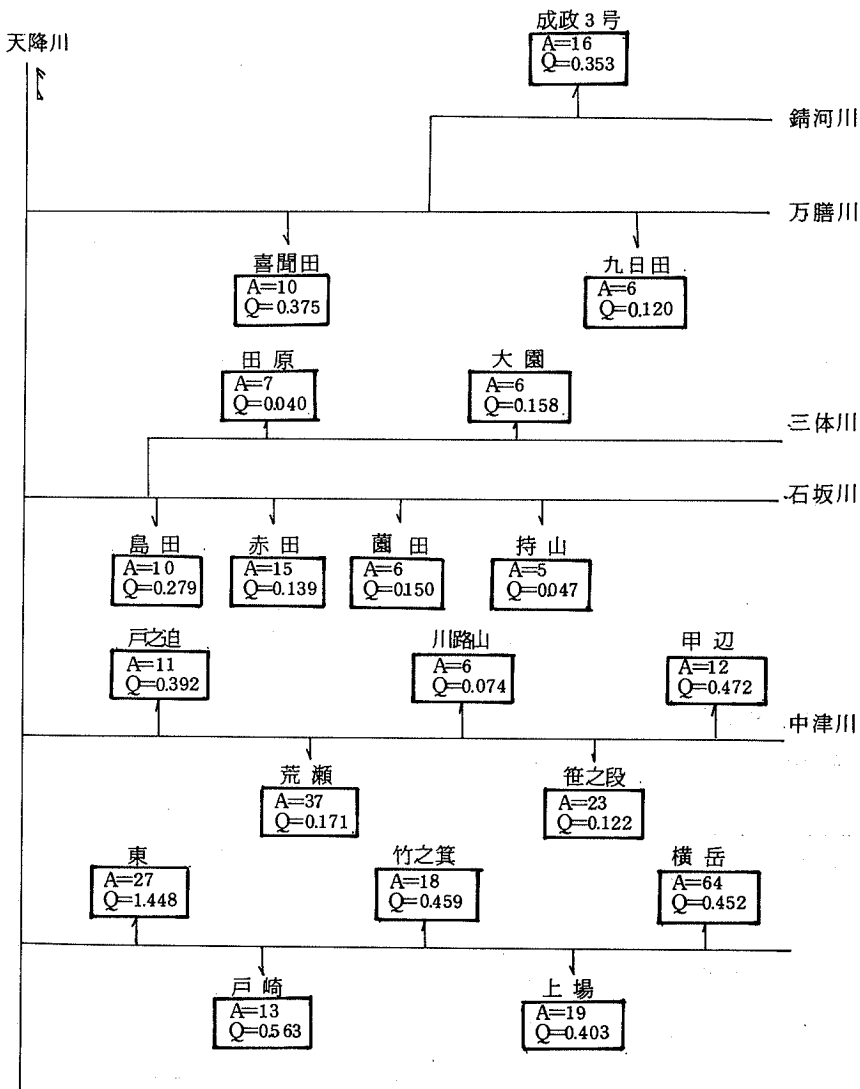 天降川
成政3号
A=16
Q=0.353
錆河川
万膳川
喜聞田
A=10
Q=0.375
九日田
A=6
Q=0.120
田原
A=7
Q=0.040
大園
A=6
Q=0.158
三体川
石坂川
島田
A=10
Q=0.279
赤田
A=15
Q=0.139
薗田
A=6
Q=0.150
持山
A=5
Q=0.047
戸之迫
A=11
Q=0.392
川路山
A=6
Q=0.074
甲辺
A=12
Q=0.472
中津川
荒瀬
A=37
Q=0.171
笹之段
A=23
Q=0.122
東
A=27
Q=1.448
竹之箕
A=18
Q=0.459
横岳
A=64
Q=0.452
戸崎
A=13
Q=0.563
上場
A=19
Q=0.403